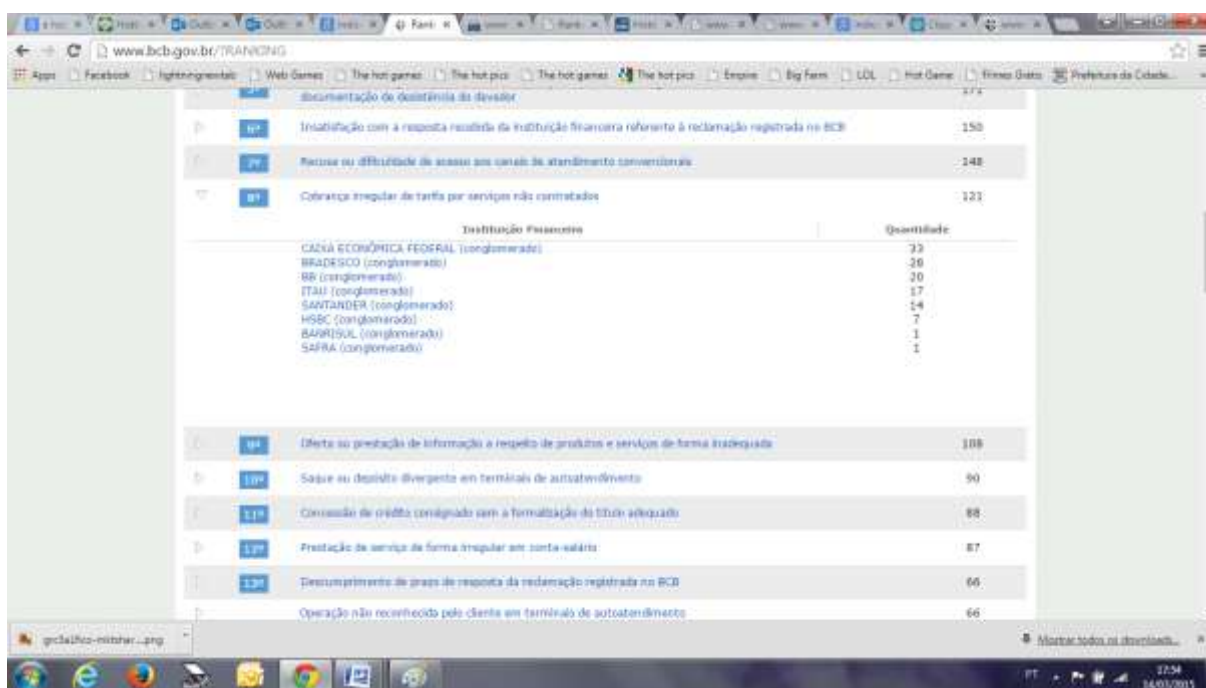 www.bcb.gov.br/?RANKING
Apps Facebook Web Games The hot games The hot pics The hot games The hot pics Empire Big Farm LOL Hot Game Filmes Grátis Prefeitura da Cidade...
documentação de desistência do devedor 171
6º Insatisfação com a resposta recebida da instituição financeira referente à reclamação registrada no BCB 150
7º Recusa ou dificuldade de acesso aos canais de atendimento convencionais 148
8º Cobrança irregular de tarifa por serviços não contratados 121
Instituição Financeira Quantidade
CAIXA ECONÔMICA FEDERAL (conglomerado) 33
BRADESCO (conglomerado) 28
BB (conglomerado) 20
ITAU (conglomerado) 17
SANTANDER (conglomerado) 14
HSBC (conglomerado) 7
BANRISUL (conglomerado) 1
SAFRA (conglomerado) 1
9º Oferta ou prestação de informação a respeito de produtos e serviços de forma inadequada 108
10º Saque ou depósito divergente em terminais de autoatendimento 90
11º Concessão de crédito consignado sem a formalização do título adequado 88
12º Prestação de serviço de forma irregular em conta-salário 87
13º Descumprimento de prazo de resposta da reclamação registrada no BCB 66
Operação não reconhecida pelo cliente em terminais de autoatendimento 66
Mostrar todos os downloads...
PT 17:54
14/03/2015